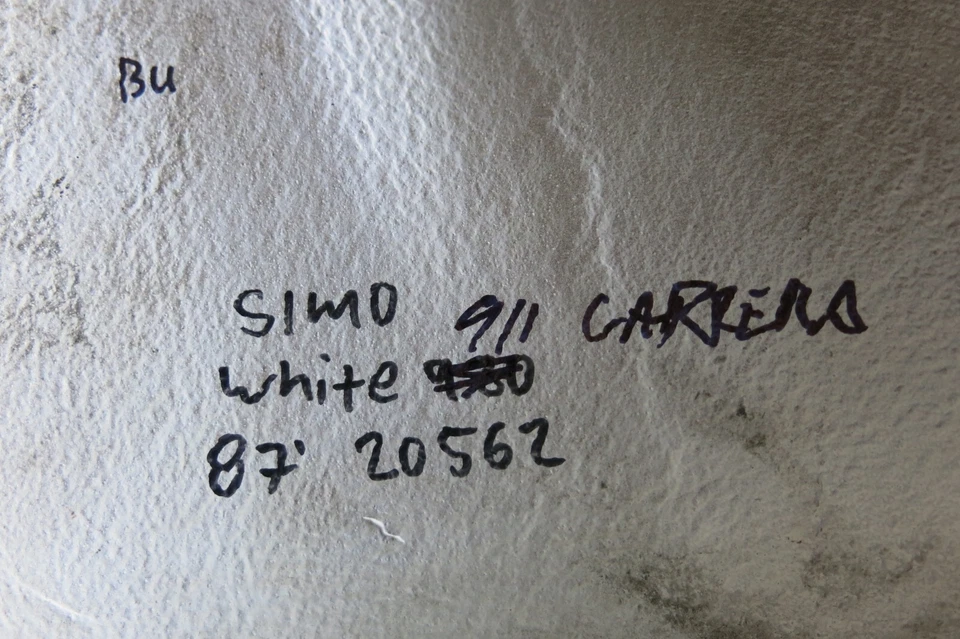 BU
SIMO 911 CARRERA
white
87' 20562